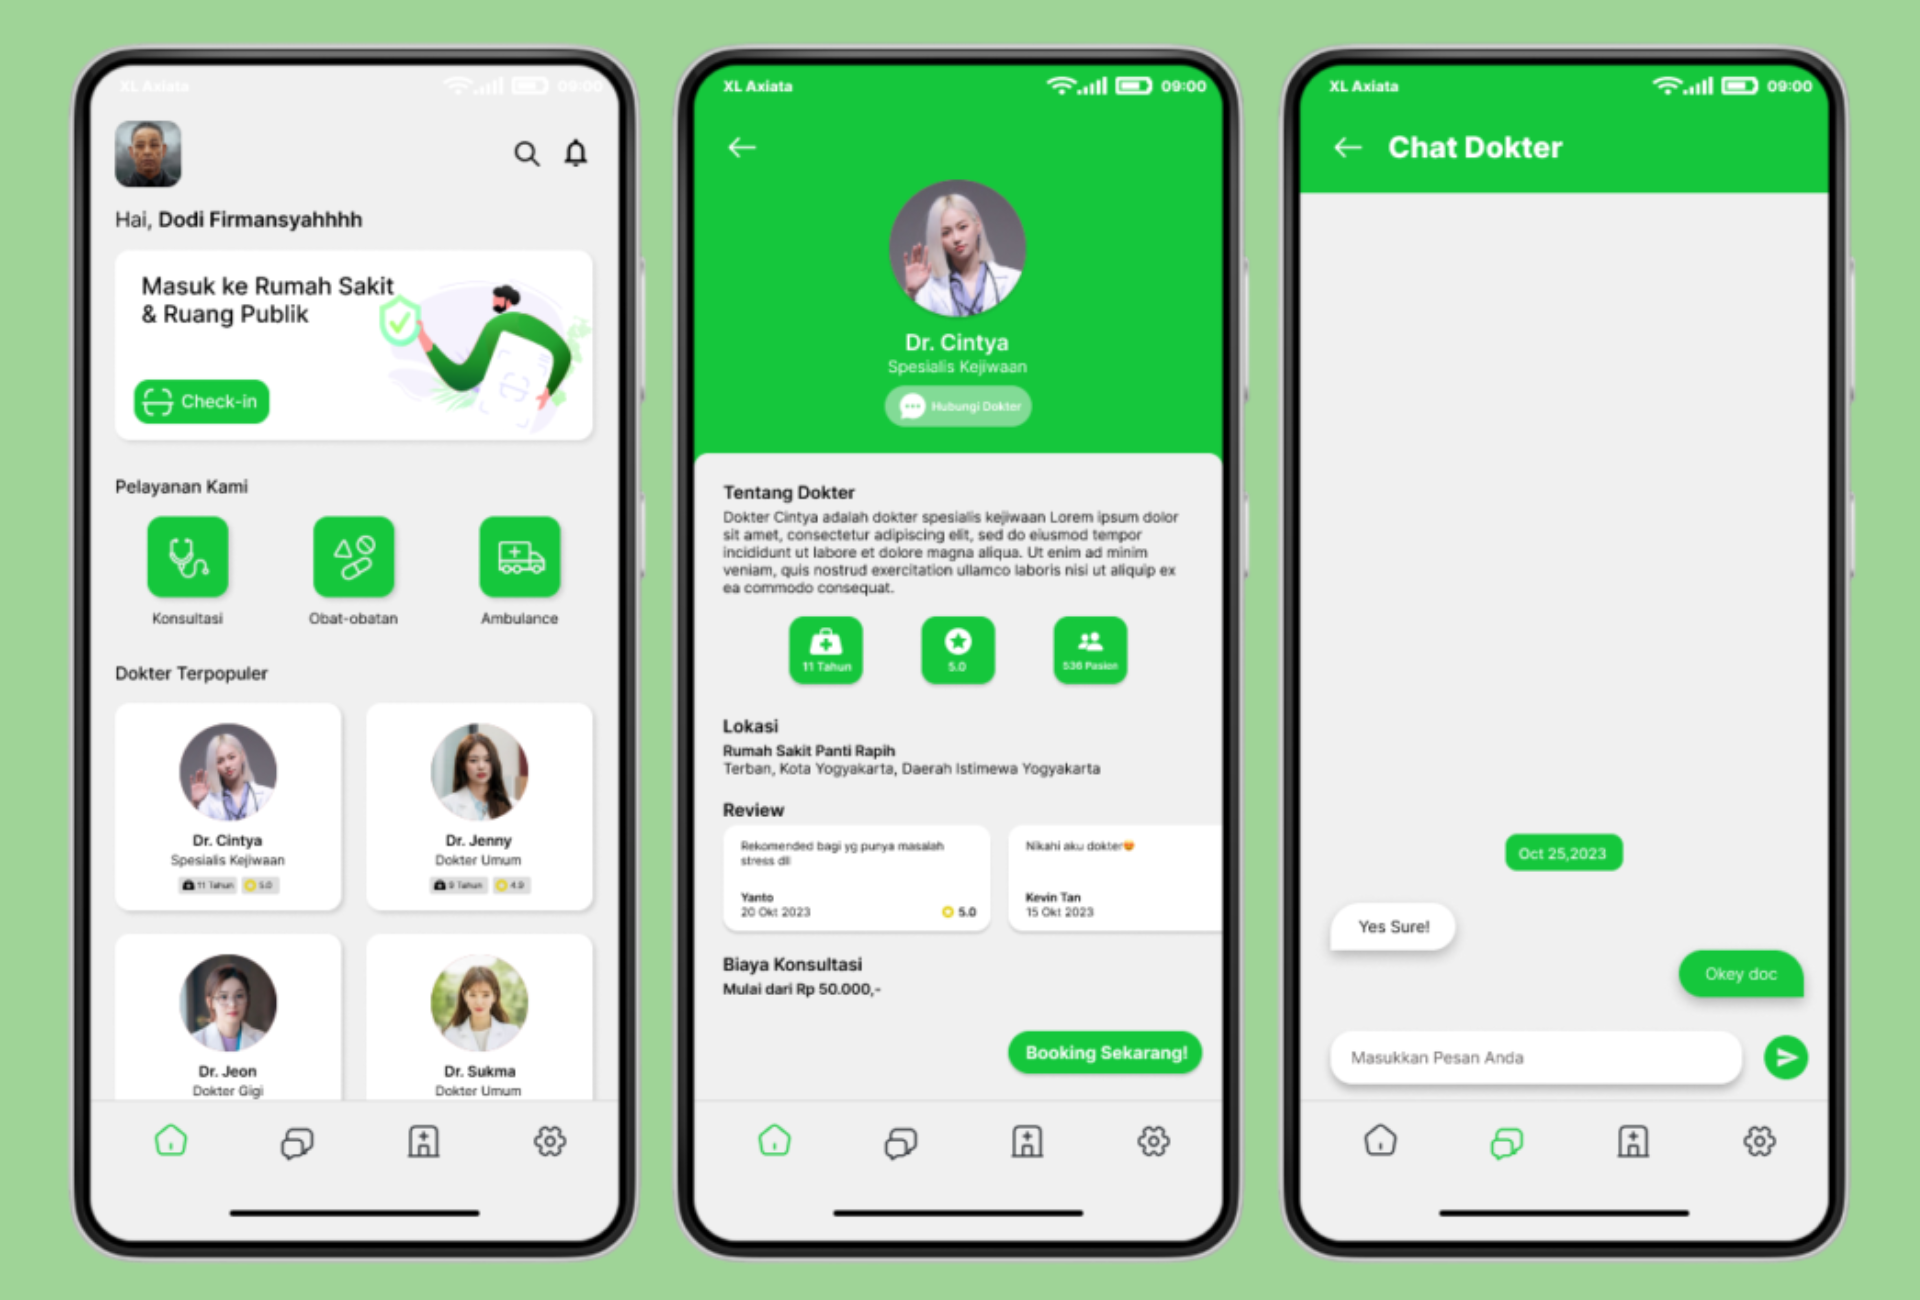 XL Axiata 09:00
Hai, Dodi Firmansyahhhh
Masuk ke Rumah Sakit
& Ruang Publik
Check-in
Pelayanan Kami
Konsultasi Obat-obatan Ambulance
Dokter Terpopuler
Dr. Cintya
Spesialis Kejiwaan
11 Tahun 5.0
Dr. Jenny
Dokter Umum
9 Tahun 4.9
Dr. Jeon
Dokter Gigi
Dr. Sukma
Dokter Umum
XL Axiata 09:00
Dr. Cintya
Spesialis Kejiwaan
Hubungi Dokter
Tentang Dokter
Dokter Cintya adalah dokter spesialis kejiwaan Lorem ipsum dolor
sit amet, consectetur adipiscing elit, sed do eiusmod tempor
incididunt ut labore et dolore magna aliqua. Ut enim ad minim
veniam, quis nostrud exercitation ullamco laboris nisi ut aliquip ex
ea commodo consequat.
11 Tahun 5.0 536 Pasien
Lokasi
Rumah Sakit Panti Rapih
Terban, Kota Yogyakarta, Daerah Istimewa Yogyakarta
Review
Rekomended bagi yg punya masalah
stress dll
Yanto
20 Okt 2023 5.0
Nikahi aku dokter😍
Kevin Tan
15 Okt 2023
Biaya Konsultasi
Mulai dari Rp 50.000,-
Booking Sekarang!
XL Axiata 09:00
Chat Dokter
Oct 25,2023
Yes Sure!
Okey doc
Masukkan Pesan Anda